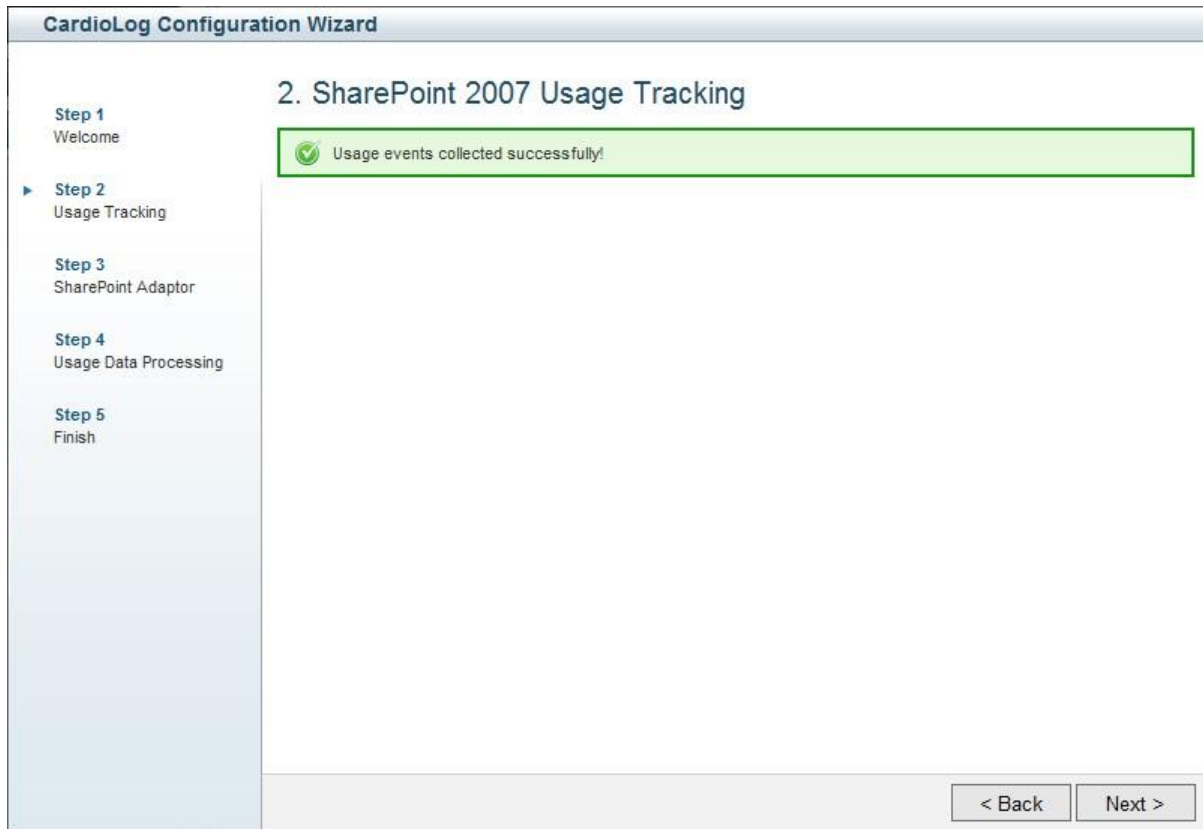 CardioLog Configuration Wizard
Step 1
Welcome
Step 2
Usage Tracking
Step 3
SharePoint Adaptor
Step 4
Usage Data Processing
Step 5
Finish
2. SharePoint 2007 Usage Tracking
Usage events collected successfully!
< Back
Next >